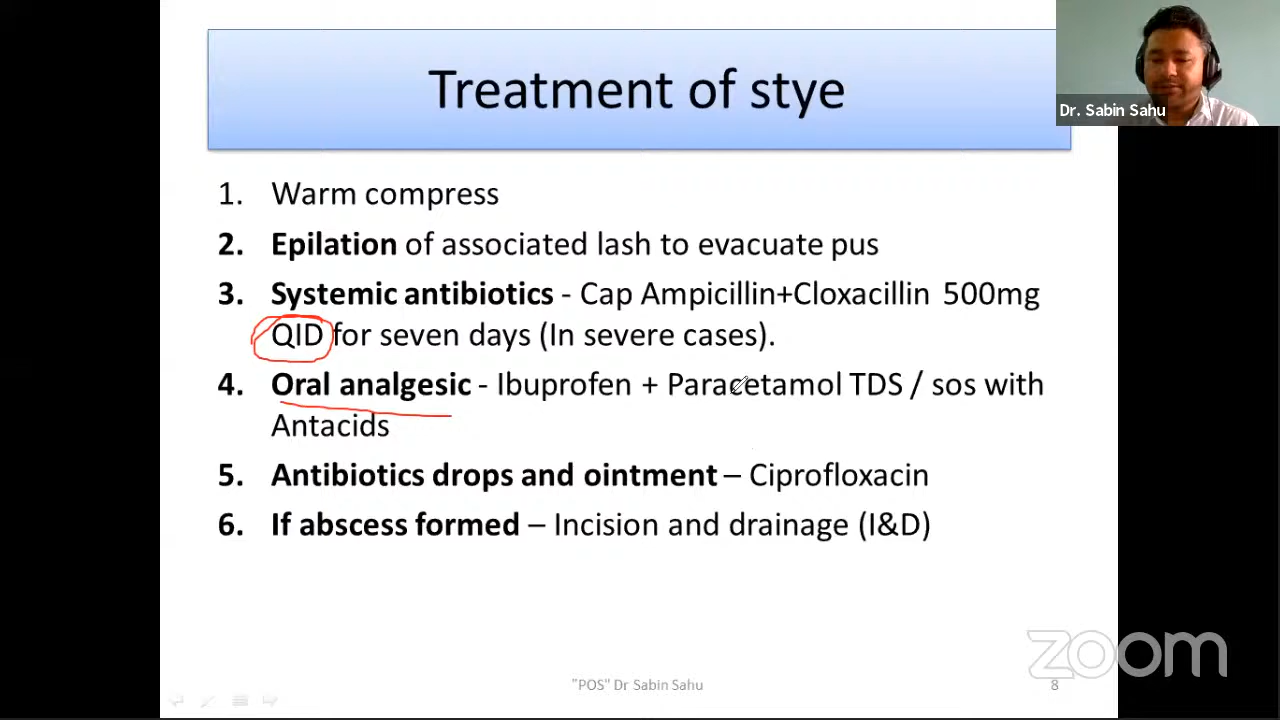 Treatment of stye
Dr. Sabin Sahu
1. Warm compress
2. Epilation of associated lash to evacuate pus
3. Systemic antibiotics - Cap Ampicillin+Cloxacillin 500mg
QID for seven days (In severe cases).
4. Oral analgesic - Ibuprofen + Paracetamol TDS / sos with
Antacids
5. Antibiotics drops and ointment – Ciprofloxacin
6. If abscess formed – Incision and drainage (I&D)
zoom
"POS" Dr Sabin Sahu
8